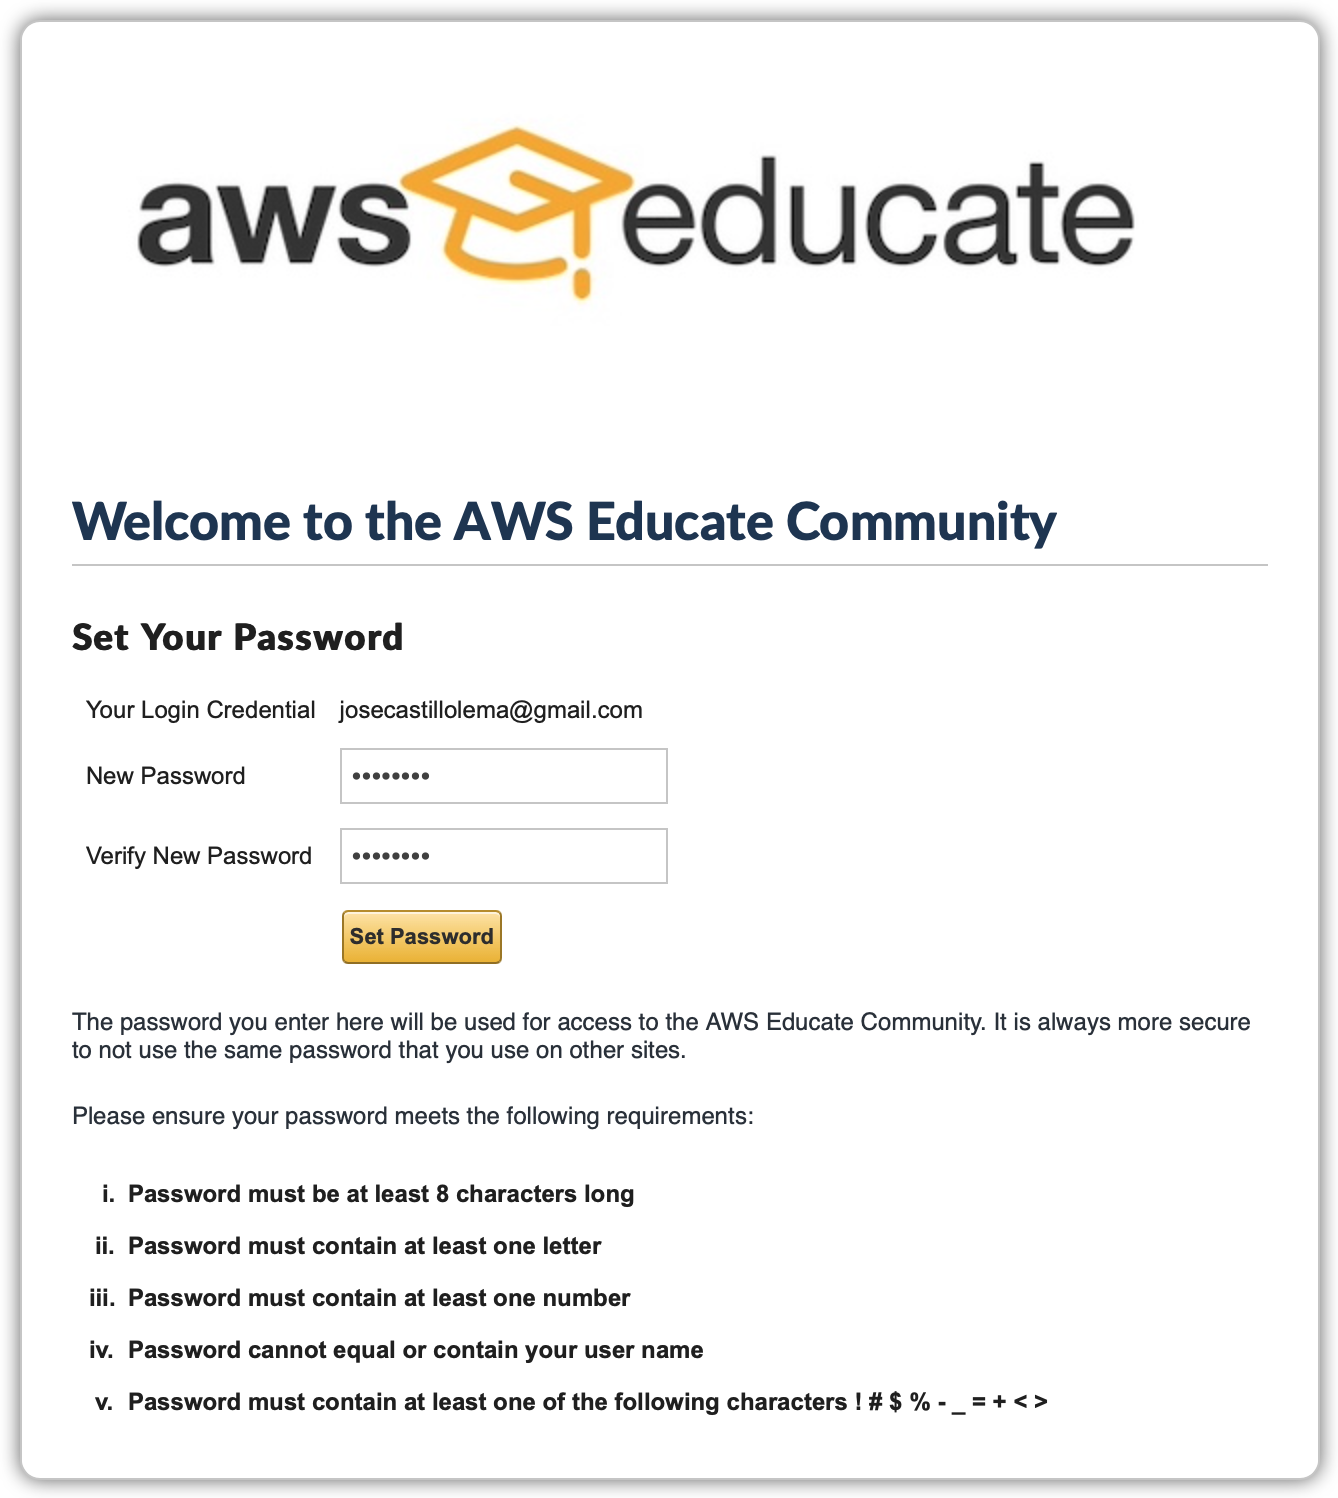 aws educate
Welcome to the AWS Educate Community
Set Your Password
Your Login Credential josecastillolema@gmail.com
New Password ••••••••
Verify New Password ••••••••
Set Password
The password you enter here will be used for access to the AWS Educate Community. It is always more secure
to not use the same password that you use on other sites.
Please ensure your password meets the following requirements:
i. Password must be at least 8 characters long
ii. Password must contain at least one letter
iii. Password must contain at least one number
iv. Password cannot equal or contain your user name
v. Password must contain at least one of the following characters ! # $ % - _ = + < >